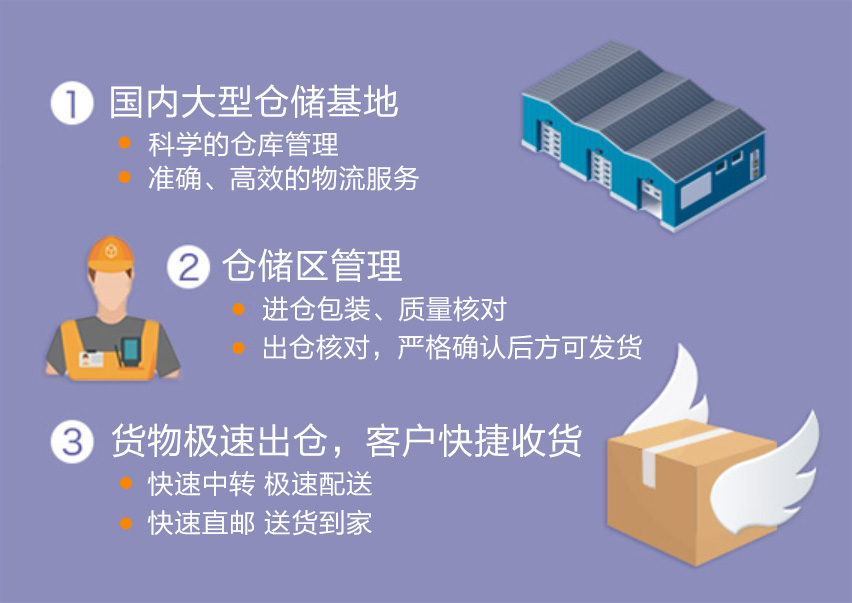 1 国内大型仓储基地
科学的仓库管理
准确、高效的物流服务
2 仓储区管理
进仓包装、质量核对
出仓核对，严格确认后方可发货
3 货物极速出仓，客户快捷收货
快速中转 极速配送
快速直邮 送货到家